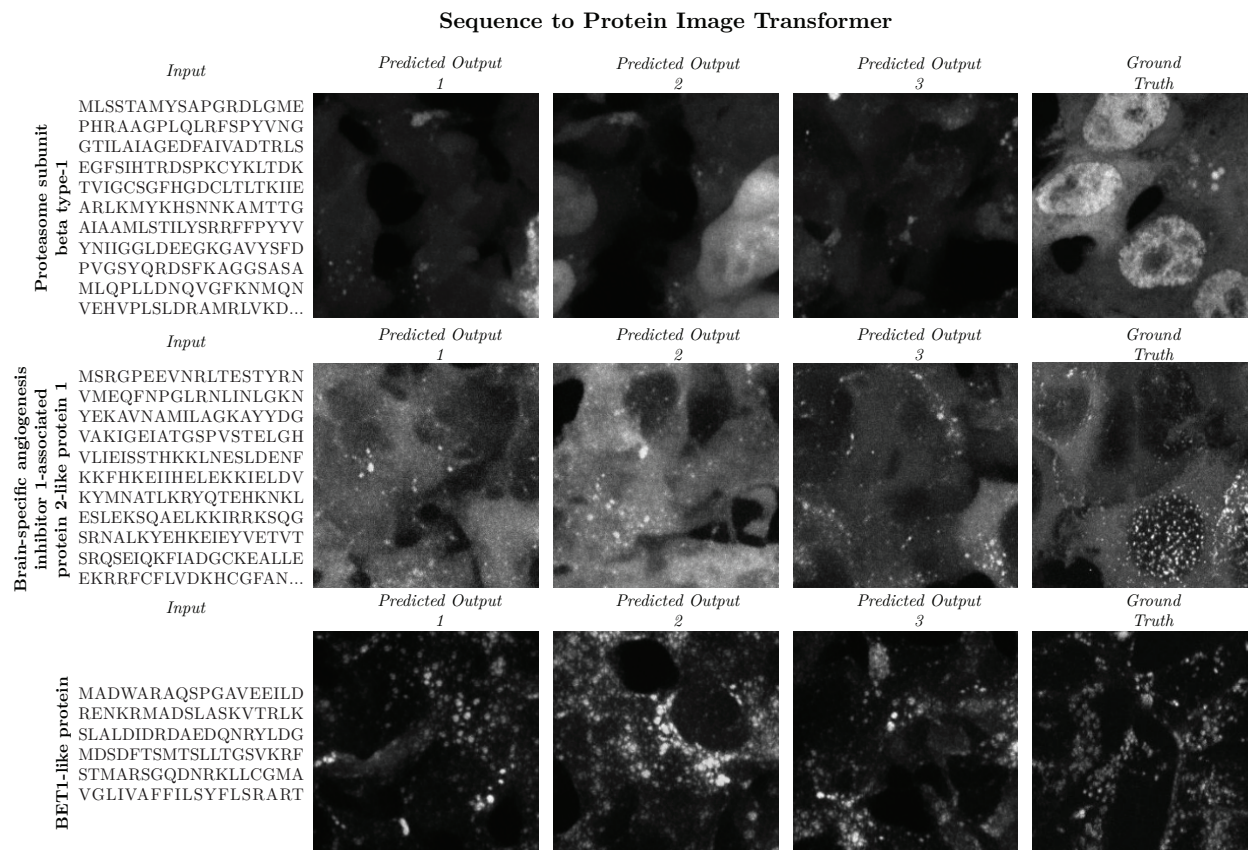 Sequence to Protein Image Transformer
Input
Predicted Output
1
Predicted Output
2
Predicted Output
3
Ground
Truth
Proteasome subunit
beta type-1
MLSSTAMYSAPGRDLGME
PHRAAGPLQLRFSPYVNG
GTILAIAGEDFAIVADTRLS
EGFSIHTRDSPKCYKLTDK
TVIGCSGFHGDCLTLTKIIE
ARLKMYKHSNNKAMTTG
AIAAMLSTILYSRRFFPYYV
YNIIGGLDEEGKGAVYSFD
PVGSYQRDSFKAGGSASA
MLQPLLDNQVGFKNMQN
VEHVPLSLDRAMRLVKD...
Input
Predicted Output
1
Predicted Output
2
Predicted Output
3
Ground
Truth
Brain-specific angiogenesis
inhibitor 1-associated
protein 2-like protein 1
MSRGPEEVNRLTESTYRN
VMEQFNPGLRNLINLGKN
YEKAVNAMILAGKAYYDG
VAKIGEIATGSPVSTELGH
VLIEISSTHKKLNESLDENF
KKFHKEIIHELEKKIELDV
KYMNATLKRYQTEHKNKL
ESLEKSQAELKKIRRKSQG
SRNALKYEHKEIEYVETVT
SRQSEIQKFIADGCKEALLE
EKRRFCFLVDKHCGFAN...
Input
Predicted Output
1
Predicted Output
2
Predicted Output
3
Ground
Truth
BET1-like protein
MADWARAQSPGAVEEILD
RENKRMADSLASKVTRLK
SLALDIDRDAEDQNRYLDG
MDSDFTSMTSLLTGSVKRF
STMARSGQDNRKLLCGMA
VGLIVAFFILSYFLSRART